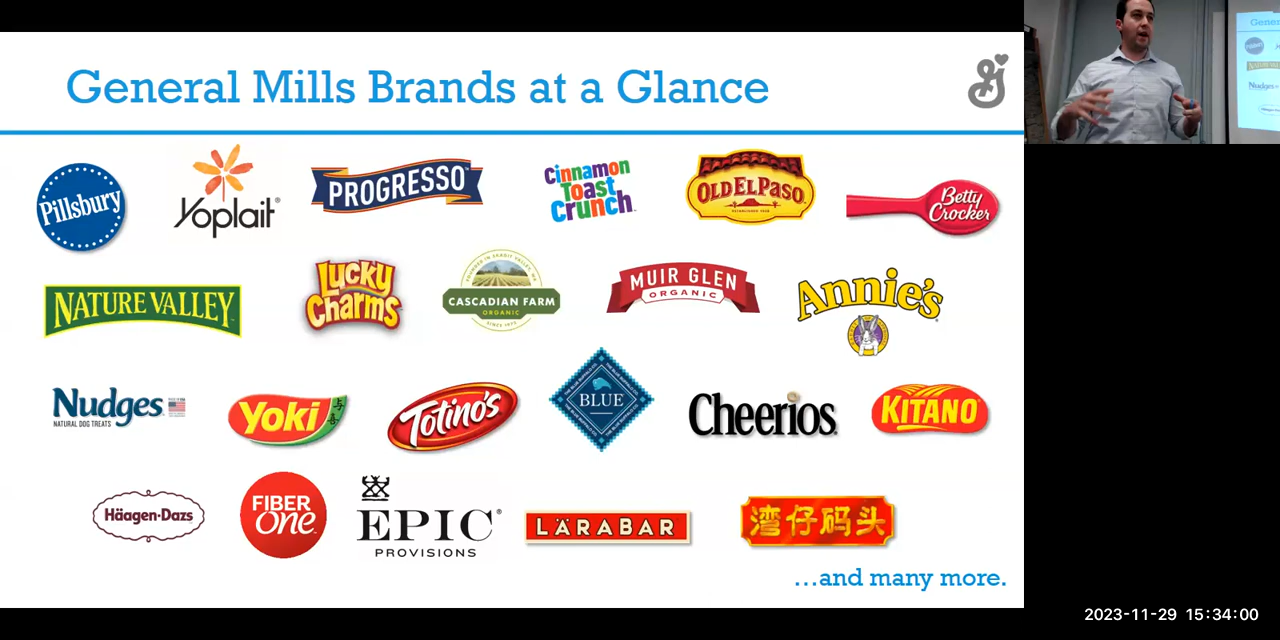 General Mills Brands at a Glance
Pillsbury
Yoplait®
PROGRESSO
Cinnamon
Toast
Crunch
OLD EL PASO
Betty
Crocker
NATURE VALLEY
LUCKY
CHARMS
CASCADIAN FARM
ORGANIC
MUIR GLEN
ORGANIC
Annie's
Nudges
NATURAL DOG TREATS
Yoki
Totino's
BLUE
Cheerios
KITANO
Häagen-Dazs
FIBER
One
EPIC®
PROVISIONS
LÄRABAR
湾仔码头
...and many more.
2023-11-29 15:34:00